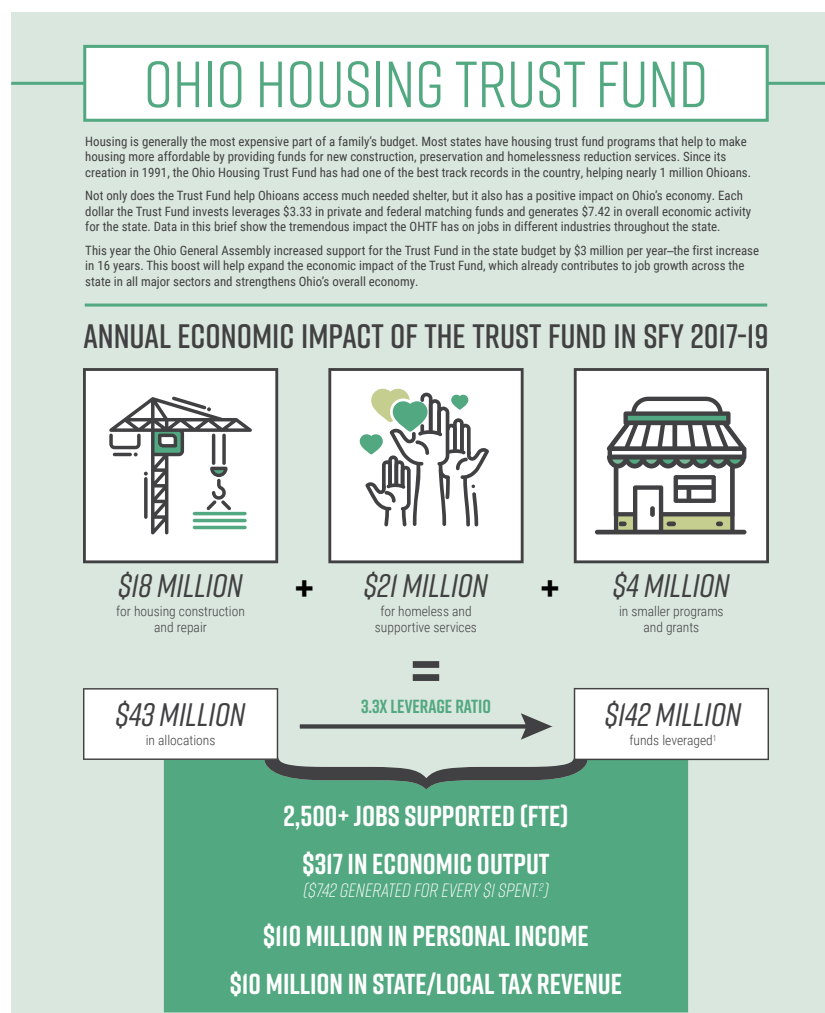 OHIO HOUSING TRUST FUND
Housing is generally the most expensive part of a family's budget. Most states have housing trust fund programs that help to make
housing more affordable by providing funds for new construction, preservation and homelessness reduction services. Since its
creation in 1991, the Ohio Housing Trust Fund has had one of the best track records in the country, helping nearly 1 million Ohioans.
Not only does the Trust Fund help Ohioans access much needed shelter, but it also has a positive impact on Ohio's economy. Each
dollar the Trust Fund invests leverages $3.33 in private and federal matching funds and generates $7.42 in overall economic activity
for the state. Data in this brief show the tremendous impact the OHTF has on jobs in different industries throughout the state.
This year the Ohio General Assembly increased support for the Trust Fund in the state budget by $3 million per year–the first increase
in 16 years. This boost will help expand the economic impact of the Trust Fund, which already contributes to job growth across the
state in all major sectors and strengthens Ohio's overall economy.
ANNUAL ECONOMIC IMPACT OF THE TRUST FUND IN SFY 2017-19
$18 MILLION + $21 MILLION + $4 MILLION
for housing construction for homeless and in smaller programs
and repair supportive services and grants
=
$43 MILLION 3.3X LEVERAGE RATIO $142 MILLION
in allocations funds leveraged¹
2,500+ JOBS SUPPORTED (FTE)
$317 IN ECONOMIC OUTPUT
($7.42 GENERATED FOR EVERY $1 SPENT.²)
$110 MILLION IN PERSONAL INCOME
$10 MILLION IN STATE/LOCAL TAX REVENUE